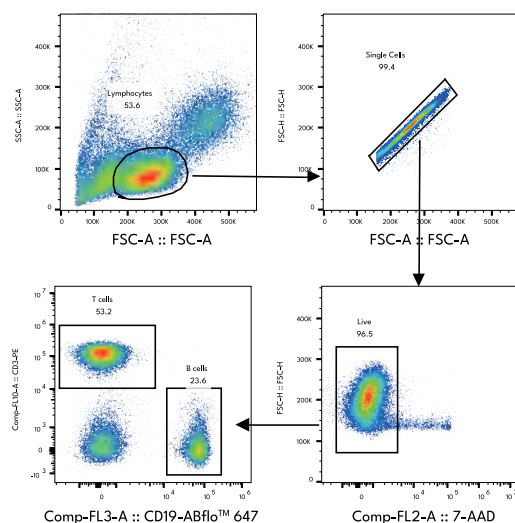 SSC-A :: SSC-A
400K
300K
200K
100K
0
Lymphocytes
53.6
0
100K
200K
300K
400K
500K
FSC-A :: FSC-A
FSC-H :: FSC-H
400K
300K
200K
100K
0
Single Cells
99.4
0
100K
200K
300K
400K
500K
FSC-A :: FSC-A
Comp-FL10-A :: CD3-PE
10 7
10 6
10 5
10 4
10 3
0
-10 3
T cells
53.2
B cells
23.6
0
10 4
10 5
10 6
Comp-FL3-A :: CD19-ABflo™ 647
FSC-H :: FSC-H
400K
300K
200K
100K
0
Live
96.5
0
10 4
10 5
10 6
Comp-FL2-A :: 7-AAD